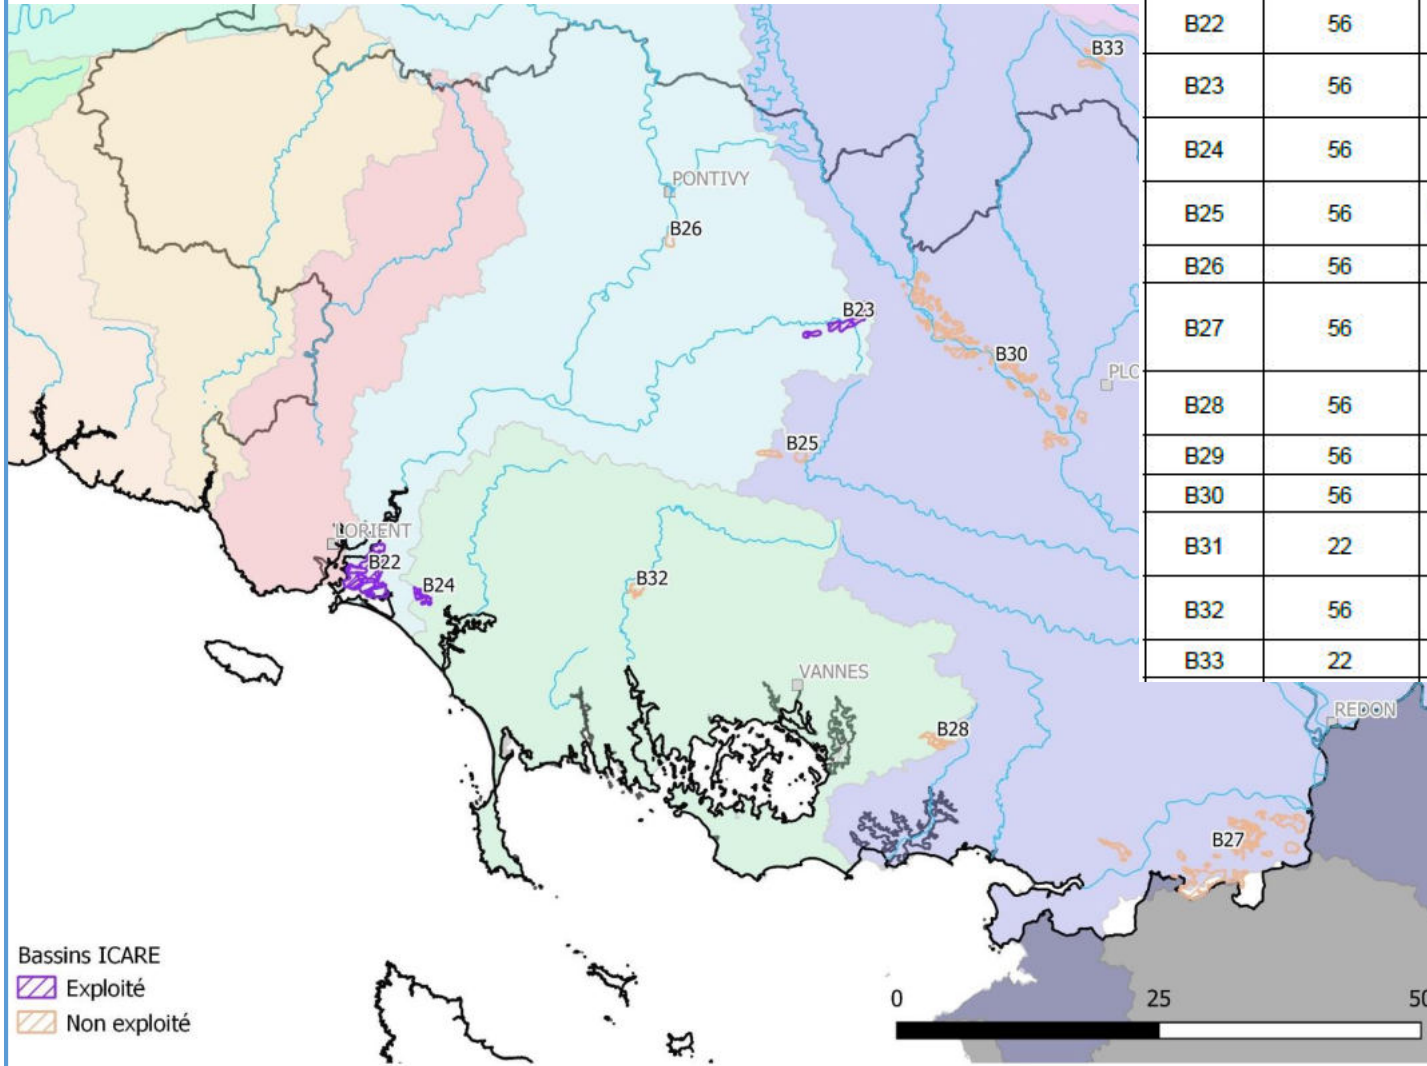 B22 56
B33
B23 56
B24 56
PONTIVY
B25 56
B26
B26 56
B23
B27 56
B30
PLO
B28 56
B25
B29 56
B30 56
LORIENT
B31 22
B22
B24
B32
B32 56
B33 22
VANNES
REDON
B28
B27
Bassins ICARE
Exploité
Non exploité
0 25 50